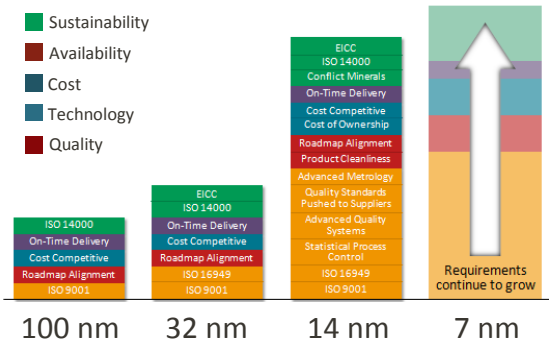 Sustainability
Availability
Cost
Technology
Quality
ISO 14000
On-Time Delivery
Cost Competitive
Roadmap Alignment
ISO 9001
100 nm
EICC
ISO 14000
On-Time Delivery
Cost Competitive
Roadmap Alignment
ISO 16949
ISO 9001
32 nm
EICC
ISO 14000
Conflict Minerals
On-Time Delivery
Cost Competitive
Cost of Ownership
Roadmap Alignment
Product Cleanliness
Advanced Metrology
Quality Standards
Pushed to Suppliers
Advanced Quality
Systems
Statistical Process
Control
ISO 16949
ISO 9001
14 nm
Requirements
continue to grow
7 nm